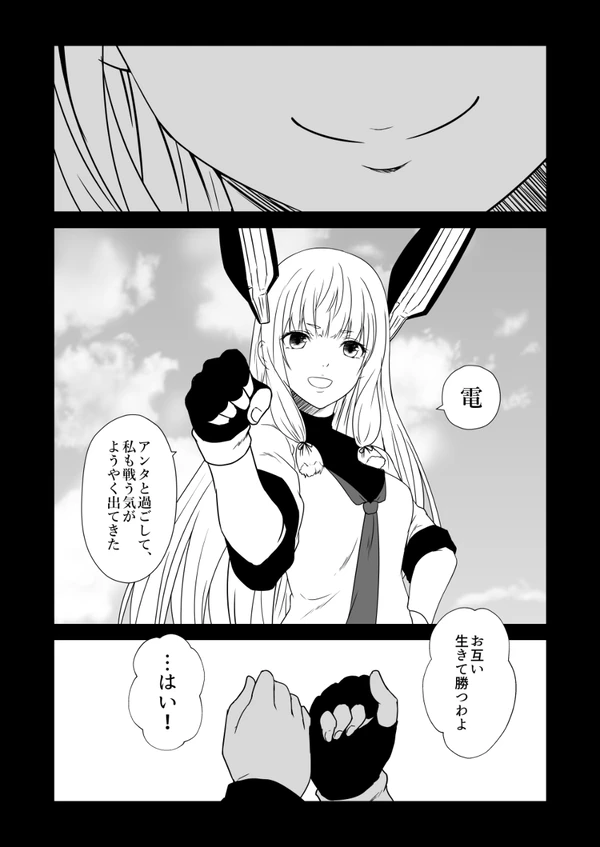 電
アンタと過ごして、
私も戦う気が
ようやく出てきた
お互い
生きて勝つわよ
…はい！